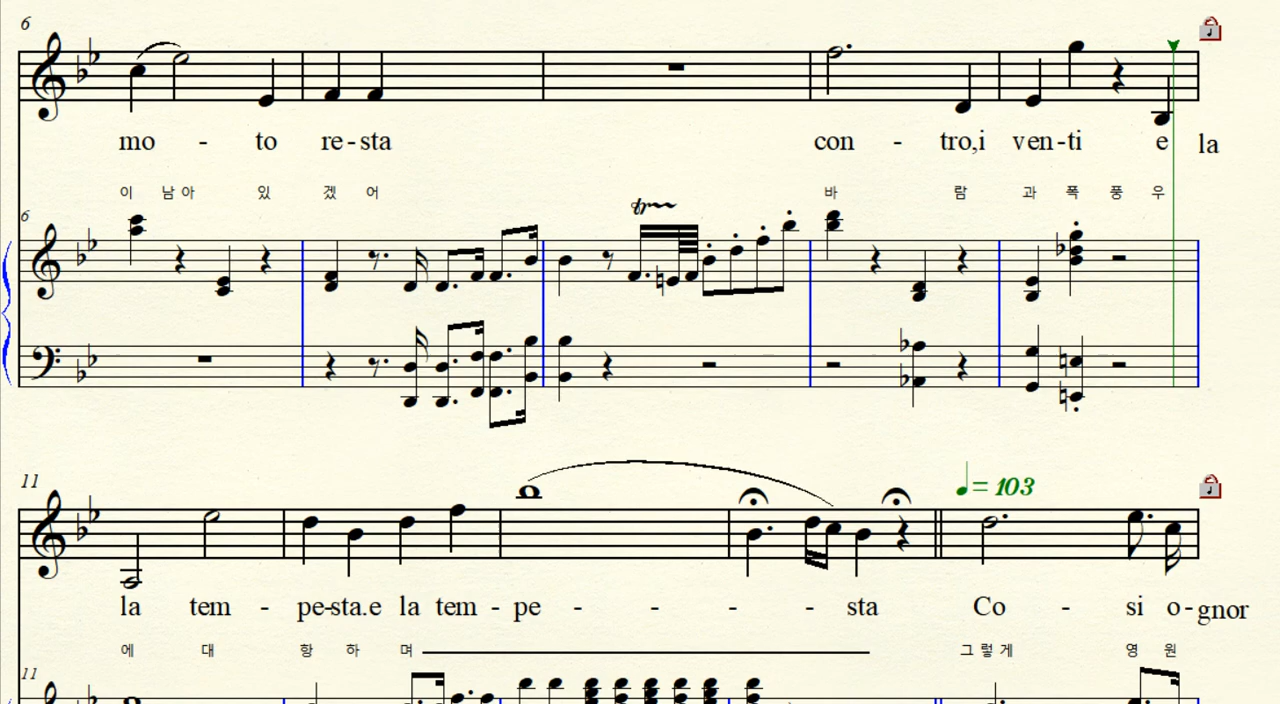 6
mo - to re-sta con - tro,i ven-ti e la
이 남아 있 겠 어 바 람 과 폭 풍 우
6
11
= 103
la tem - pe-sta.e la tem - pe - - - - sta Co - si o-gnor
에 대 항 하 며 그렇게 영 원
11